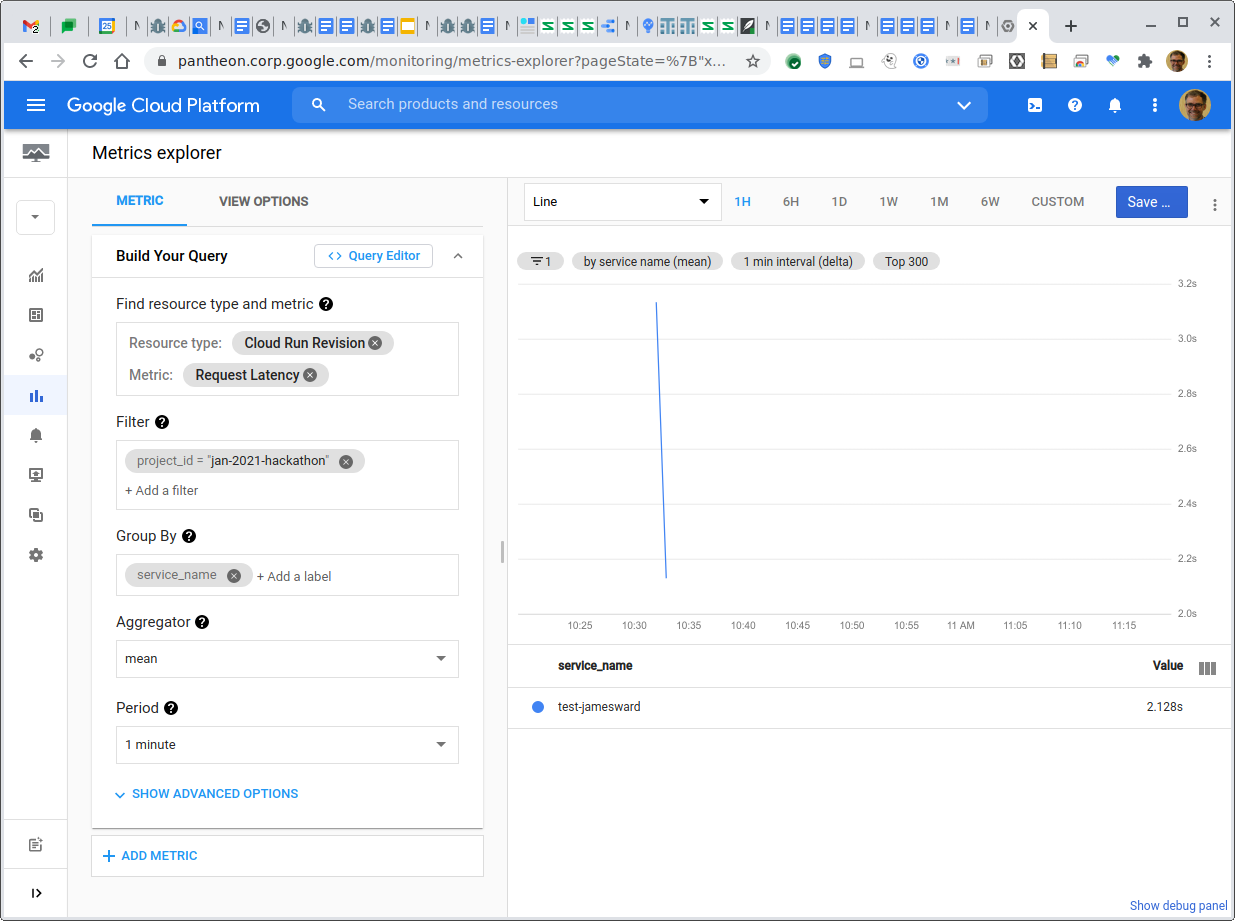 pantheon.corp.google.com/monitoring/metrics-explorer?pageState=%7B"x...
Google Cloud Platform
Search products and resources
Metrics explorer
METRIC
VIEW OPTIONS
Build Your Query
Query Editor
Find resource type and metric
Resource type: Cloud Run Revision
Metric: Request Latency
Filter
project_id = "jan-2021-hackathon"
+ Add a filter
Group By
service_name + Add a label
Aggregator
mean
Period
1 minute
SHOW ADVANCED OPTIONS
ADD METRIC
Line
1H 6H 1D 1W 1M 6W CUSTOM
Save ...
1
by service name (mean)
1 min interval (delta)
Top 300
3.2s
3.0s
2.8s
2.6s
2.4s
2.2s
2.0s
10:25 10:30 10:35 10:40 10:45 10:50 10:55 11 AM 11:05 11:10 11:15
service_name Value
test-jamesward 2.128s
Show debug panel